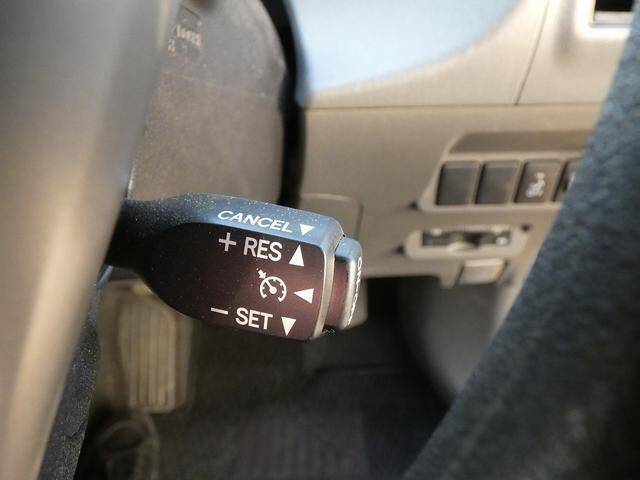 CANCEL ▼
+ RES ▲
◀
− SET ▼